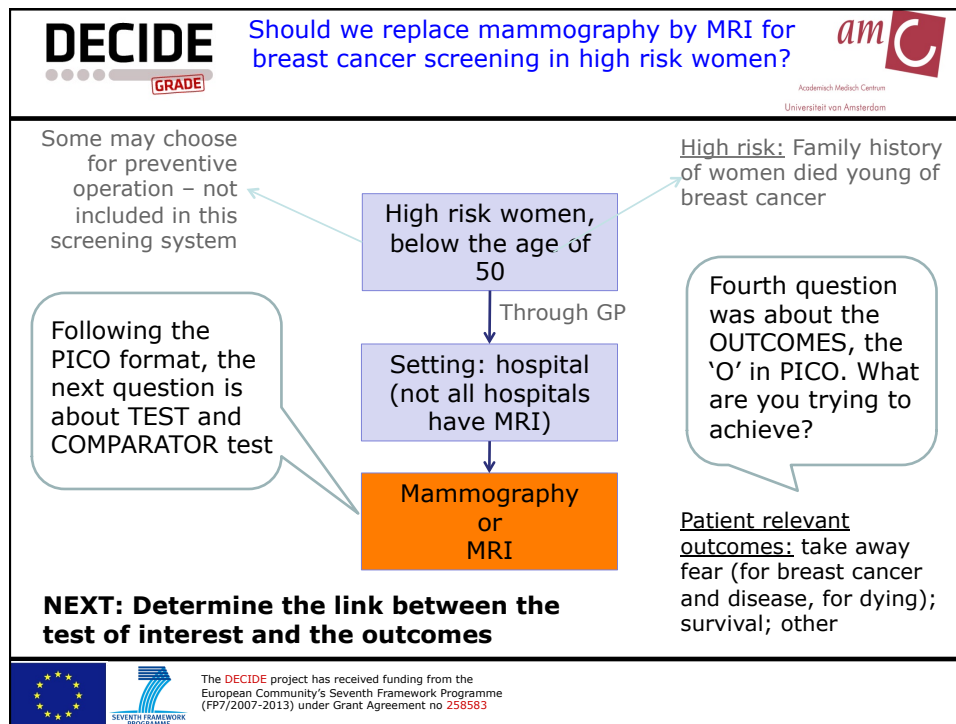 DECIDE
GRADE
Should we replace mammography by MRI for
breast cancer screening in high risk women?
amC
Academisch Medisch Centrum
Universiteit van Amsterdam
Some may choose
for preventive
operation – not
included in this
screening system
High risk: Family history
of women died young of
breast cancer
High risk women,
below the age of
50
Through GP
Following the
PICO format, the
next question is
about TEST and
COMPARATOR test
Setting: hospital
(not all hospitals
have MRI)
Fourth question
was about the
OUTCOMES, the
‘O’ in PICO. What
are you trying to
achieve?
Mammography
or
MRI
Patient relevant
outcomes: take away
fear (for breast cancer
and disease, for dying);
survival; other
NEXT: Determine the link between the
test of interest and the outcomes
SEVENTH FRAMEWORK
PROGRAMME
The DECIDE project has received funding from the
European Community’s Seventh Framework Programme
(FP7/2007-2013) under Grant Agreement no 258583